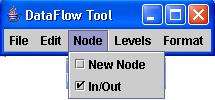 DataFlow Tool
File Edit Node Levels Format
New Node
In/Out